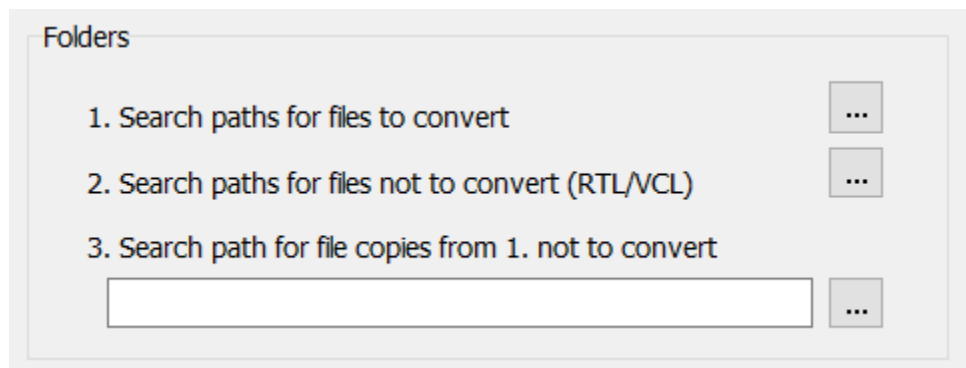 Folders
1. Search paths for files to convert ...
2. Search paths for files not to convert (RTL/VCL) ...
3. Search path for file copies from 1. not to convert
...